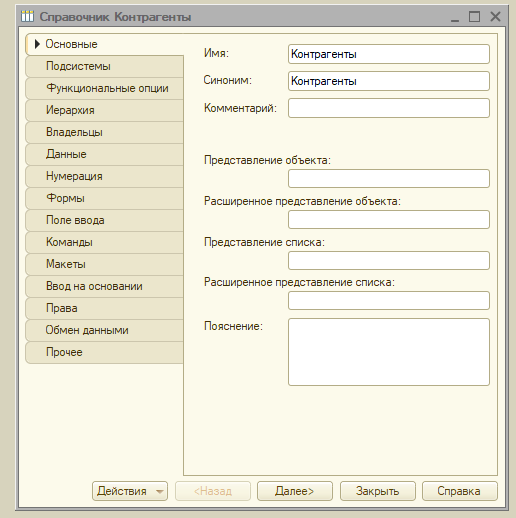 Справочник Контрагенты
Основные
Подсистемы
Функциональные опции
Иерархия
Владельцы
Данные
Нумерация
Формы
Поле ввода
Команды
Макеты
Ввод на основании
Права
Обмен данными
Прочее
Имя: Контрагенты
Синоним: Контрагенты
Комментарий:
Представление объекта:
Расширенное представление объекта:
Представление списка:
Расширенное представление списка:
Пояснение:
Действия <Назад Далее> Закрыть Справка